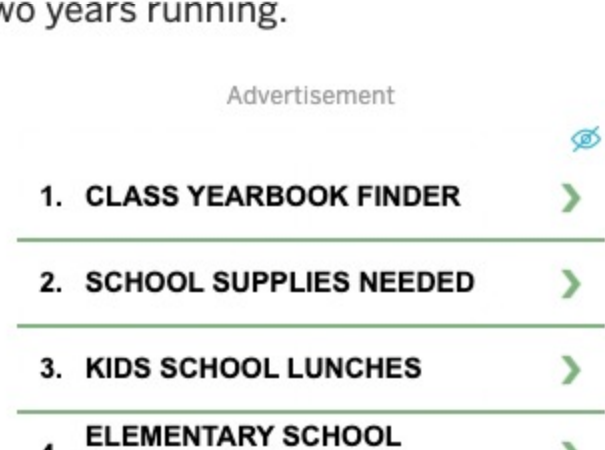 wo years running.
Advertisement
1. CLASS YEARBOOK FINDER
2. SCHOOL SUPPLIES NEEDED
3. KIDS SCHOOL LUNCHES
ELEMENTARY SCHOOL